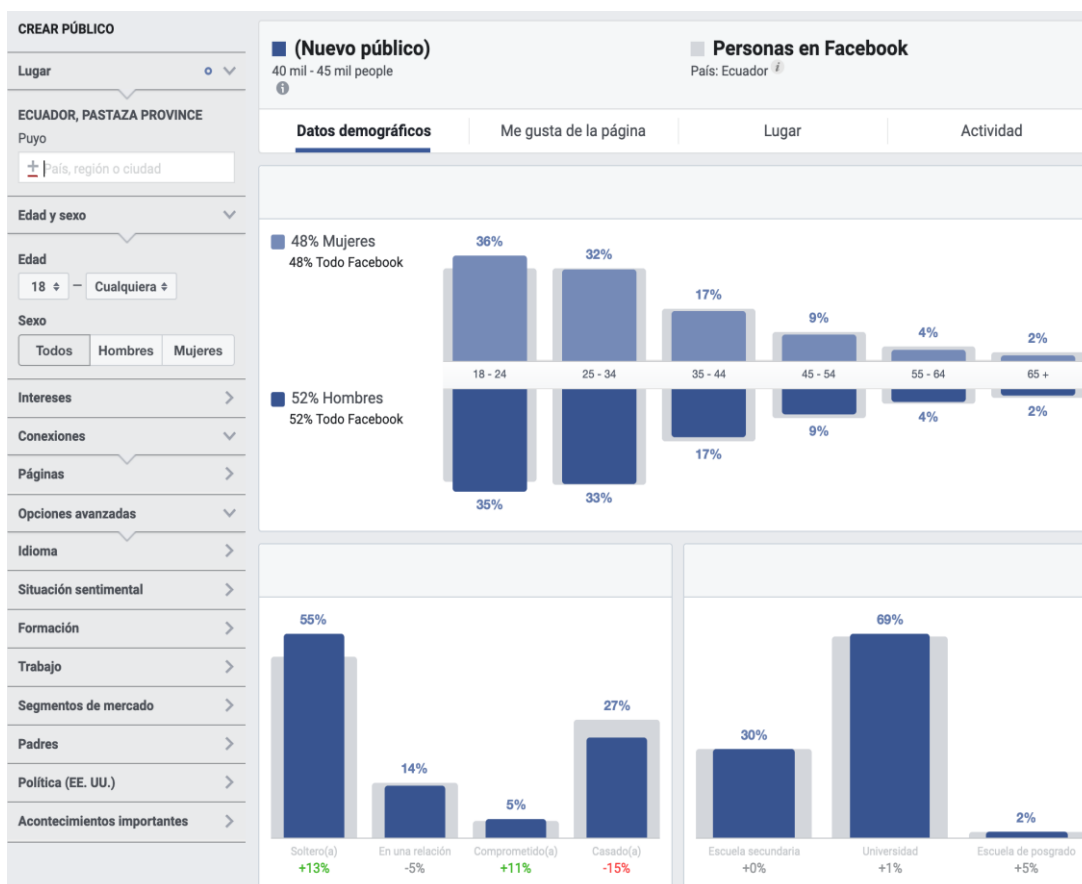 CREAR PÚBLICO
Lugar
ECUADOR, PASTAZA PROVINCE
Puyo
País, región o ciudad
Edad y sexo
Edad
18 – Cualquiera
Sexo
Todos Hombres Mujeres
Intereses
Conexiones
Páginas
Opciones avanzadas
Idioma
Situación sentimental
Formación
Trabajo
Segmentos de mercado
Padres
Política (EE. UU.)
Acontecimientos importantes
(Nuevo público)
40 mil - 45 mil people
Personas en Facebook
País: Ecuador
Datos demográficos Me gusta de la página Lugar Actividad
48% Mujeres
48% Todo Facebook
36% 32% 17% 9% 4% 2%
18 - 24 25 - 34 35 - 44 45 - 54 55 - 64 65 +
52% Hombres
52% Todo Facebook
35% 33% 17% 9% 4% 2%
55% 14% 5% 27%
Soltero(a) En una relación Comprometido(a) Casado(a)
+13% -5% +11% -15%
30% 69% 2%
Escuela secundaria Universidad Escuela de posgrado
+0% +1% +5%